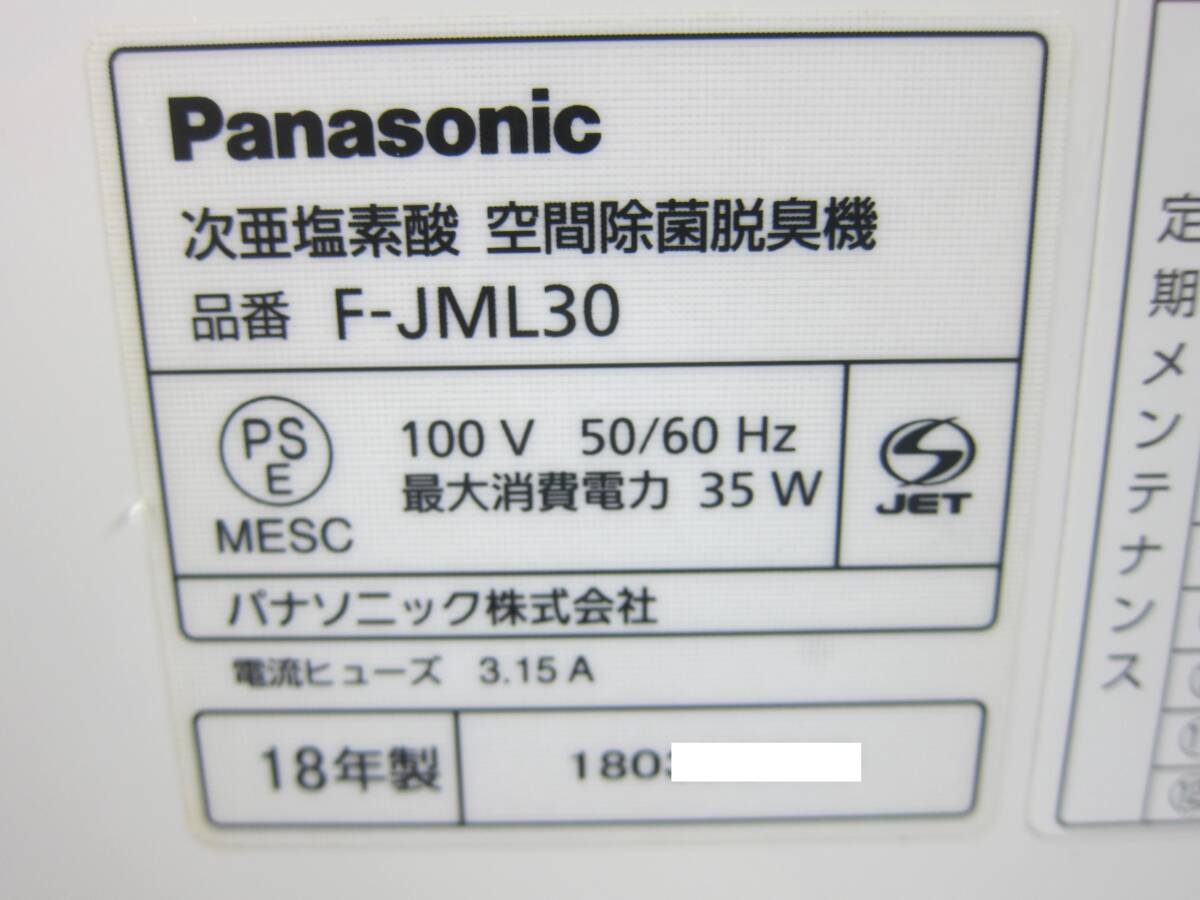 Panasonic
次亜塩素酸 空間除菌脱臭機
品番 F-JML30
PS
E
MESC
100 V 50/60 Hz
最大消費電力 35 W
JET
パナソニック株式会社
電流ヒューズ 3.15 A
18年製
180
定期メンテナンス